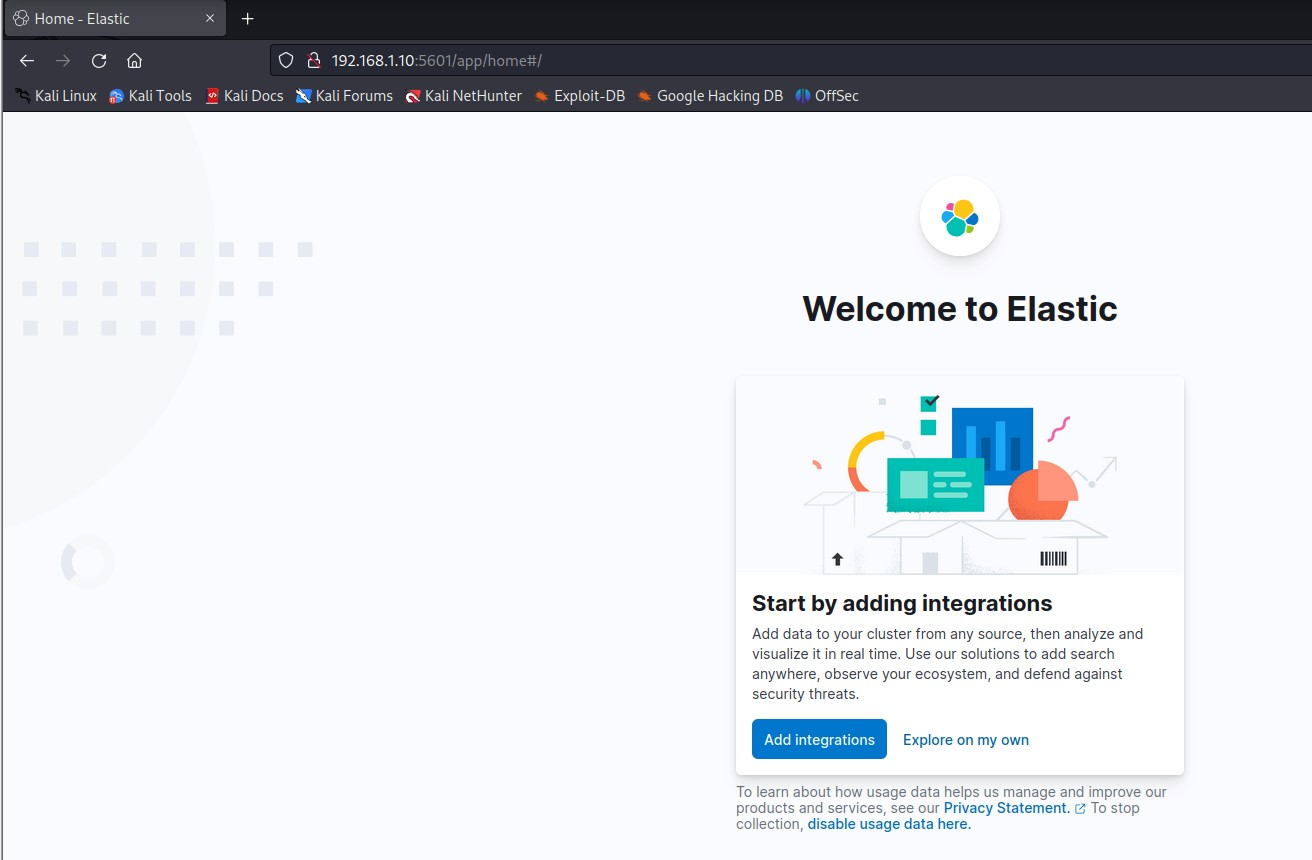 Home - Elastic
192.168.1.10:5601/app/home#/
Kali Linux Kali Tools Kali Docs Kali Forums Kali NetHunter Exploit-DB Google Hacking DB OffSec
Welcome to Elastic
Start by adding integrations
Add data to your cluster from any source, then analyze and
visualize it in real time. Use our solutions to add search
anywhere, observe your ecosystem, and defend against
security threats.
Add integrations Explore on my own
To learn about how usage data helps us manage and improve our
products and services, see our Privacy Statement. To stop
collection, disable usage data here.